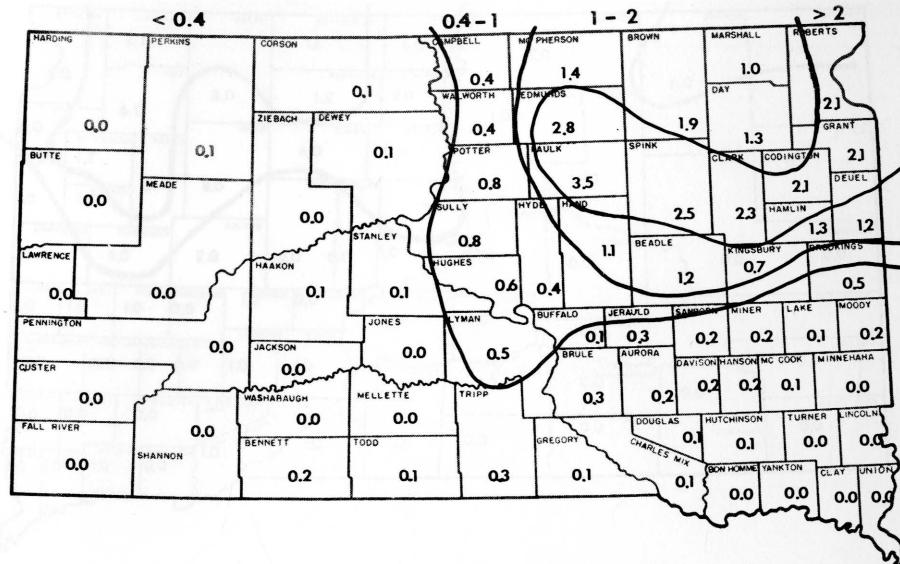 < 0.4 0.4-1 1-2 > 2
HARDING PERKINS CORSON CAMPBELL MC PHERSON BROWN MARSHALL ROBERTS
0.0 0.1 0.1 0.4 1.4 1.9 1.0 2.1
ZIEBACH DEWEY WALWORTH EDMUNDS DAY GRANT
0.0 0.1 0.4 2.8 1.3 2.1
BUTTE MEADE POTTER FAULK SPINK CLARK CODINGTON DEUEL
0.0 0.0 0.8 3.5 2.5 2.3 2.1 1.2
STANLEY SULLY HYDE HAND HAMLIN
0.1 0.8 0.4 1.1 1.3
LAWRENCE HAAKON HUGHES BEADLE KINGSBURY BROOKINGS
0.0 0.1 0.6 1.2 0.7 0.5
PENNINGTON JONES LYMAN BUFFALO JERAULD SANBORN MINER LAKE MOODY
0.0 0.0 0.5 0.1 0.3 0.2 0.2 0.1 0.2
JACKSON BRULE AURORA DAVISON HANSON MC COOK MINNEHAHA
0.0 0.3 0.2 0.2 0.2 0.1 0.0
CUSTER WASHARAUGH MELLETTE TRIPP
0.0 0.0 0.0 0.3
FALL RIVER SHANNON BENNETT TODD GREGORY CHARLES MIX DOUGLAS HUTCHINSON TURNER LINCOLN
0.0 0.0 0.2 0.1 0.1 0.1 0.1 0.1 0.0 0.0
BON HOMME YANKTON CLAY UNION
0.0 0.0 0.0 0.0